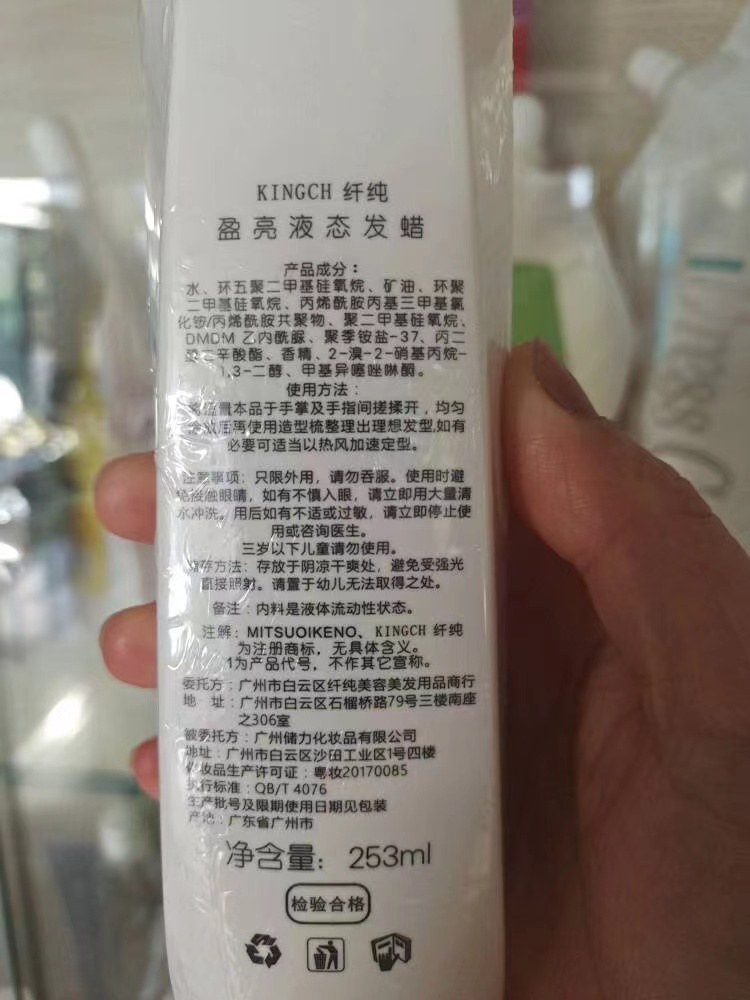 KINGCH 纤纯
盈亮液态发蜡
产品成分：
水、环五聚二甲基硅氧烷、矿油、环聚
二甲基硅氧烷、丙烯酰胺丙基三甲基氯
化铵/丙烯酰胺共聚物、聚二甲基硅氧烷、
DMDM 乙内酰脲、聚季铵盐-37、丙二
醇二辛酸酯、香精、2-溴-2-硝基丙烷-
1,3-二醇、甲基异噻唑啉酮。
使用方法：
适量本品于手掌及手指间搓揉开，均匀
后再使用造型梳整理出理想发型,如有
必要可适当以热风加速定型。
注意事项：只限外用，请勿吞服。使用时避
免接触眼睛，如有不慎入眼，请立即用大量清
水冲洗。用后如有不适或过敏，请立即停止使
用或咨询医生。
三岁以下儿童请勿使用。
贮存方法：存放于阴凉干爽处，避免受强光
直接照射。请置于幼儿无法取得之处。
备注：内料是液体流动性状态。
注解：MITSUOIKENO、KINGCH 纤纯
为注册商标，无具体含义。
1为产品代号，不作其它宣称。
委托方：广州市白云区纤纯美容美发用品商行
地 址：广州市白云区石榴桥路79号三楼南座
之306室
被委托方：广州储力化妆品有限公司
地址：广州市白云区沙田工业区1号四楼
化妆品生产许可证：粤妆20170085
执行标准：QB/T 4076
生产批号及限期使用日期见包装
产地：广东省广州市
净含量：253ml
检验合格